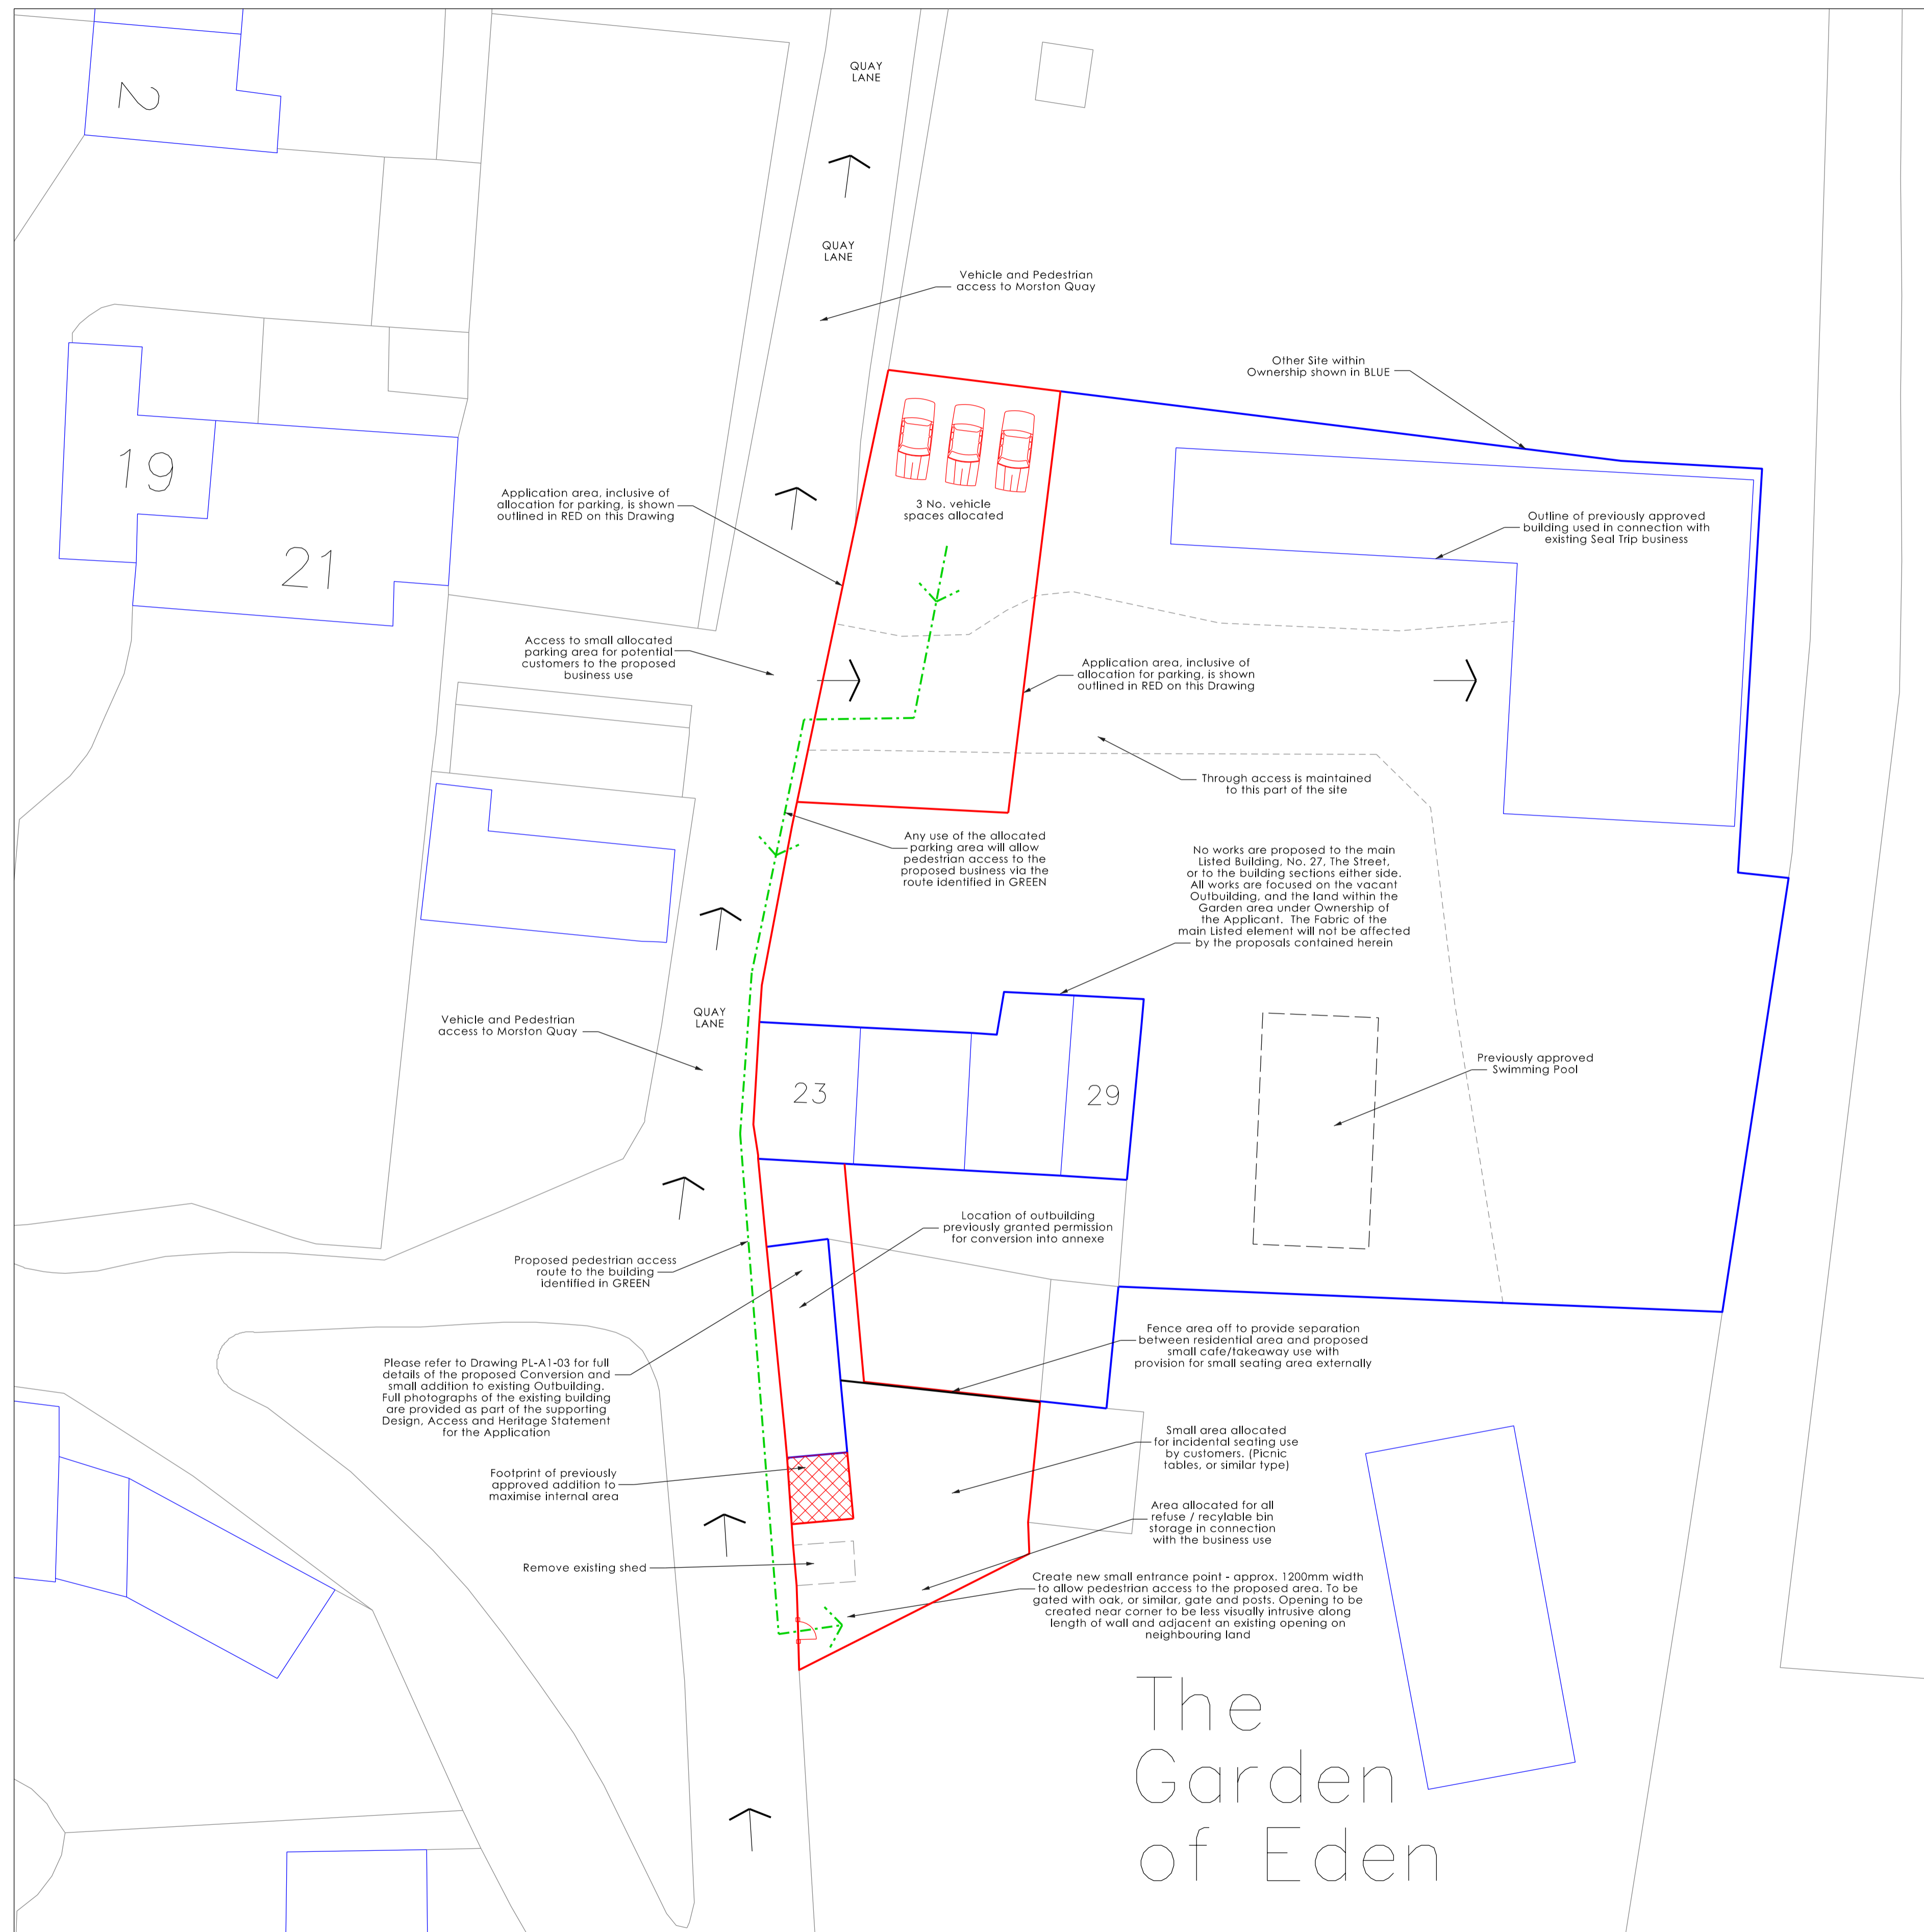 QUAY
LANE
2
QUAY
LANE
Vehicle and Pedestrian
access to Morston Quay
Other Site within
Ownership shown in BLUE
19
21
Application area, inclusive of
allocation for parking, is shown
outlined in RED on this Drawing
3 No. vehicle
spaces allocated
Outline of previously approved
building used in connection with
existing Seal Trip business
Access to small allocated
parking area for potential
customers to the proposed
business use
Application area, inclusive of
allocation for parking, is shown
outlined in RED on this Drawing
Through access is maintained
to this part of the site
Any use of the allocated
parking area will allow
pedestrian access to the
proposed business via the
route identified in GREEN
No works are proposed to the main
Listed Building, No. 27, The Street,
or to the building sections either side.
All works are focused on the vacant
Outbuilding, and the land within the
Garden area under Ownership of
the Applicant. The Fabric of the
main Listed element will not be affected
by the proposals contained herein
Vehicle and Pedestrian
access to Morston Quay
QUAY
LANE
23
29
Previously approved
Swimming Pool
Location of outbuilding
previously granted permission
for conversion into annexe
Proposed pedestrian access
route to the building
identified in GREEN
Fence area off to provide separation
between residential area and proposed
small cafe/takeaway use with
provision for small seating area externally
Please refer to Drawing PL-A1-03 for full
details of the proposed Conversion and
small addition to existing Outbuilding.
Full photographs of the existing building
are provided as part of the supporting
Design, Access and Heritage Statement
for the Application
Small area allocated
for incidental seating use
by customers. (Picnic
tables, or similar type)
Footprint of previously
approved addition to
maximise internal area
Area allocated for all
refuse / recylable bin
storage in connection
with the business use
Remove existing shed
Create new small entrance point - approx. 1200mm width
to allow pedestrian access to the proposed area. To be
gated with oak, or similar, gate and posts. Opening to be
created near corner to be less visually intrusive along
length of wall and adjacent an existing opening on
neighbouring land
The
Garden
of Eden